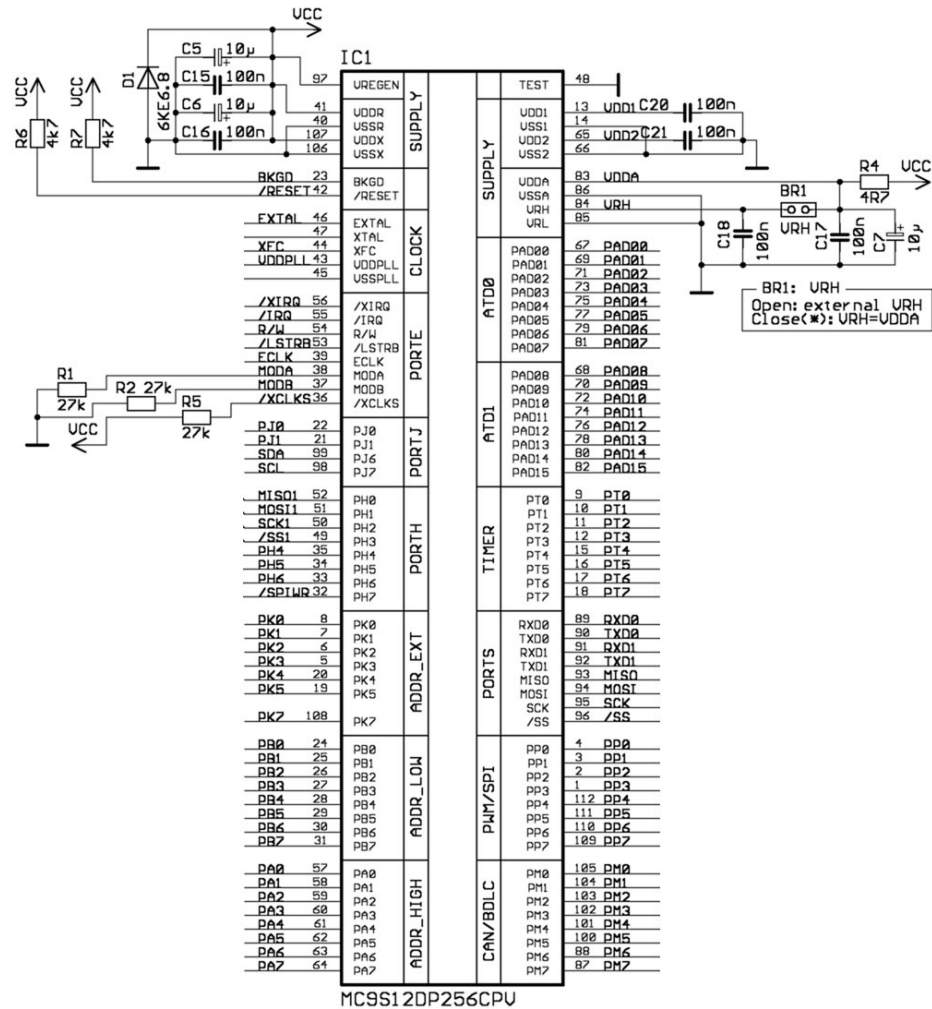 VCC
C5 10µ
C15 100n
C6 10µ
C16 100n
D1
6KE6.8
VCC
R6
4k7
VCC
R7
4k7
IC1
97 VREGEN
41 VDDR
40 VSSR
107 VDDX
106 VSSX
SUPPLY
BKGD 23 BKGD
/RESET 42 /RESET
EXTAL 46 EXTAL
47 XTAL
XFC 44 XFC
VDDPLL 43 VDDPLL
45 VSSPLL
CLOCK
/XIRQ 56 /XIRQ
/IRQ 55 /IRQ
R/W 54 R/W
/LSTRB 53 /LSTRB
ECLK 39 ECLK
MODA 38 MODA
MODB 37 MODB
/XCLKS 36 /XCLKS
PORTE
R1
27k
R2 27k
R5
27k
VCC
PJ0 22 PJ0
PJ1 21 PJ1
SDA 99 PJ6
SCL 98 PJ7
PORTJ
MISO1 52 PH0
MOSI1 51 PH1
SCK1 50 PH2
/SS1 49 PH3
PH4 35 PH4
PH5 34 PH5
PH6 33 PH6
/SPIWR 32 PH7
PORTH
PK0 8 PK0
PK1 7 PK1
PK2 6 PK2
PK3 5 PK3
PK4 20 PK4
PK5 19 PK5
PK7 108 PK7
ADDR_EXT
PB0 24 PB0
PB1 25 PB1
PB2 26 PB2
PB3 27 PB3
PB4 28 PB4
PB5 29 PB5
PB6 30 PB6
PB7 31 PB7
ADDR_LOW
PA0 57 PA0
PA1 58 PA1
PA2 59 PA2
PA3 60 PA3
PA4 61 PA4
PA5 62 PA5
PA6 63 PA6
PA7 64 PA7
ADDR_HIGH
TEST 48
VDD1 13 VDD1 C20 100n
VSS1 14
VDD2 65 VDD2 C21 100n
VSS2 66
SUPPLY
VDDA 83 VDDA
VSSA 86
VRH 84 VRH
VRL 85
R4
4R7
VCC
BR1
VRH
C18
100n
C17
100n
C7
10µ
BR1: VRH
Open: external VRH
Close(*): VRH=VDDA
ATD0
PAD00 67 PAD00
PAD01 69 PAD01
PAD02 71 PAD02
PAD03 73 PAD03
PAD04 75 PAD04
PAD05 77 PAD05
PAD06 79 PAD06
PAD07 81 PAD07
ATD1
PAD08 68 PAD08
PAD09 70 PAD09
PAD10 72 PAD10
PAD11 74 PAD11
PAD12 76 PAD12
PAD13 78 PAD13
PAD14 80 PAD14
PAD15 82 PAD15
TIMER
PT0 9 PT0
PT1 10 PT1
PT2 11 PT2
PT3 12 PT3
PT4 15 PT4
PT5 16 PT5
PT6 17 PT6
PT7 18 PT7
PORTS
RXD0 89 RXD0
TXD0 90 TXD0
RXD1 91 RXD1
TXD1 92 TXD1
MISO 93 MISO
MOSI 94 MOSI
SCK 95 SCK
/SS 96 /SS
PWM/SPI
PP0 4 PP0
PP1 3 PP1
PP2 2 PP2
PP3 1 PP3
PP4 112 PP4
PP5 111 PP5
PP6 110 PP6
PP7 109 PP7
CAN/BDLC
PM0 105 PM0
PM1 104 PM1
PM2 103 PM2
PM3 102 PM3
PM4 101 PM4
PM5 100 PM5
PM6 88 PM6
PM7 87 PM7
MC9S12DP256CPV